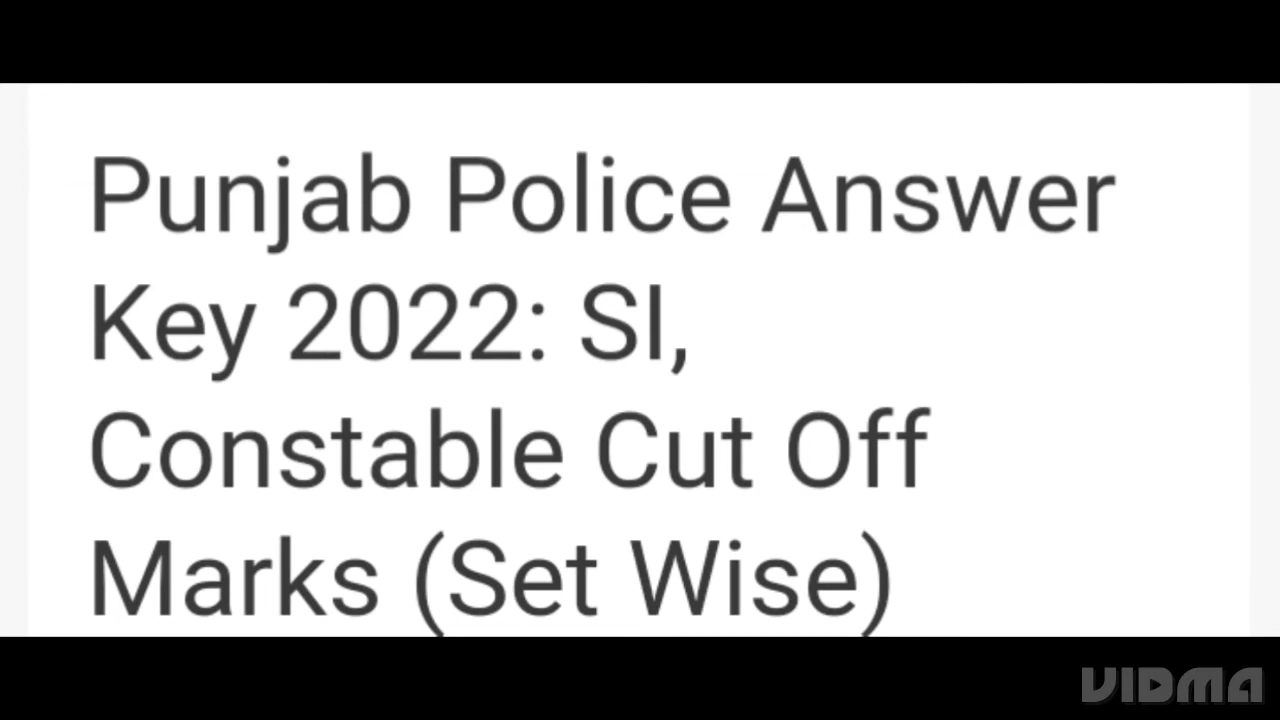 Punjab Police Answer
Key 2022: SI,
Constable Cut Off
Marks (Set Wise)
VIDMA